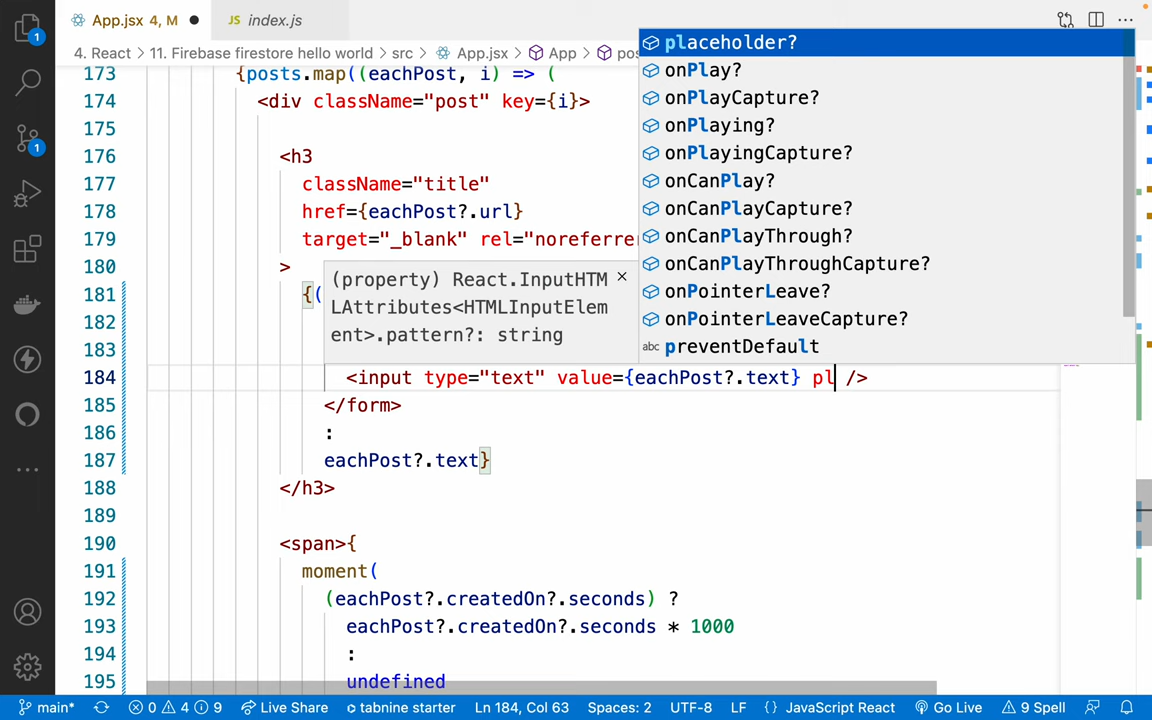 App.jsx 4, M ● JS index.js
4. React > 11. Firebase firestore hello world > src > App.jsx > App > pos
173 {posts.map((eachPost, i) => (
174 <div className="post" key={i}>
175
176 <h3
177 className="title"
178 href={eachPost?.url}
179 target="_blank" rel="noreferre
180 >
181 {(
182
183
184 <input type="text" value={eachPost?.text} pl />
185 </form>
186 :
187 eachPost?.text}
188 </h3>
189
190 <span>{
191 moment(
192 (eachPost?.createdOn?.seconds) ?
193 eachPost?.createdOn?.seconds * 1000
194 :
195 undefined
placeholder?
onPlay?
onPlayCapture?
onPlaying?
onPlayingCapture?
onCanPlay?
onCanPlayCapture?
onCanPlayThrough?
onCanPlayThroughCapture?
onPointerLeave?
onPointerLeaveCapture?
abc preventDefault
(property) React.InputHTM
LAttributes<HTMLInputElem
ent>.pattern?: string
1
1
main* 0 4 9 Live Share tabnine starter Ln 184, Col 63 Spaces: 2 UTF-8 LF {} JavaScript React Go Live 9 Spell